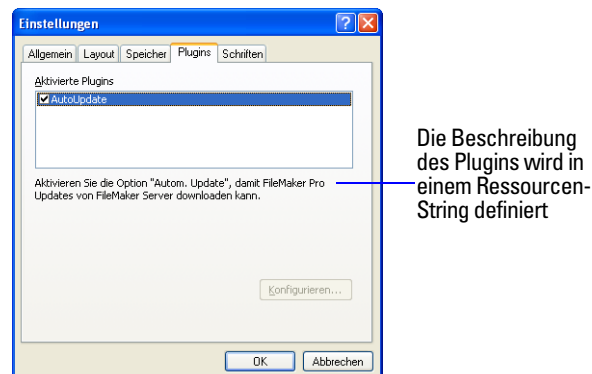 Einstellungen
Allgemein Layout Speicher Plugins Schriften
Aktivierte Plugins
AutoUpdate
Aktivieren Sie die Option "Autom. Update", damit FileMaker Pro
Updates von FileMaker Server downloaden kann.
Die Beschreibung
des Plugins wird in
einem Ressourcen-
String definiert
Konfigurieren...
OK Abbrechen